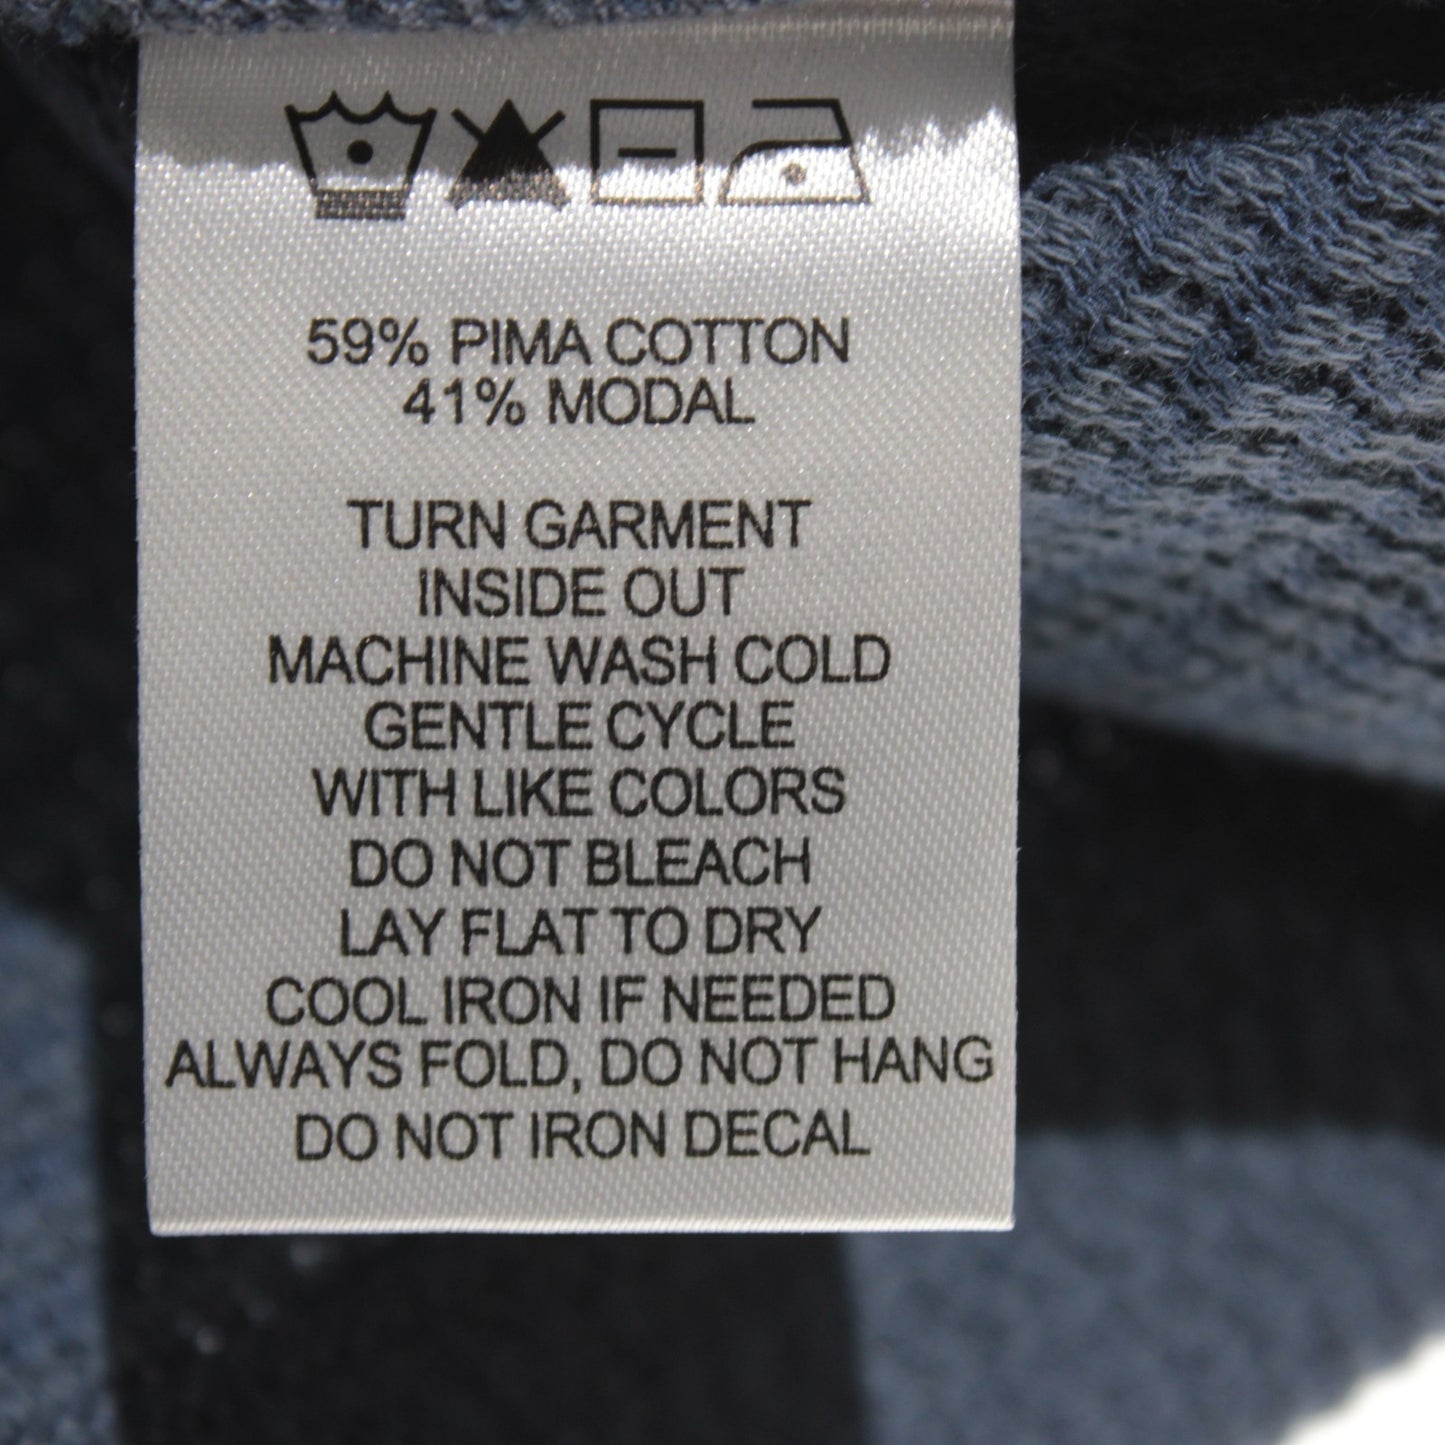 59% PIMA COTTON
41% MODAL
TURN GARMENT
INSIDE OUT
MACHINE WASH COLD
GENTLE CYCLE
WITH LIKE COLORS
DO NOT BLEACH
LAY FLAT TO DRY
COOL IRON IF NEEDED
ALWAYS FOLD, DO NOT HANG
DO NOT IRON DECAL